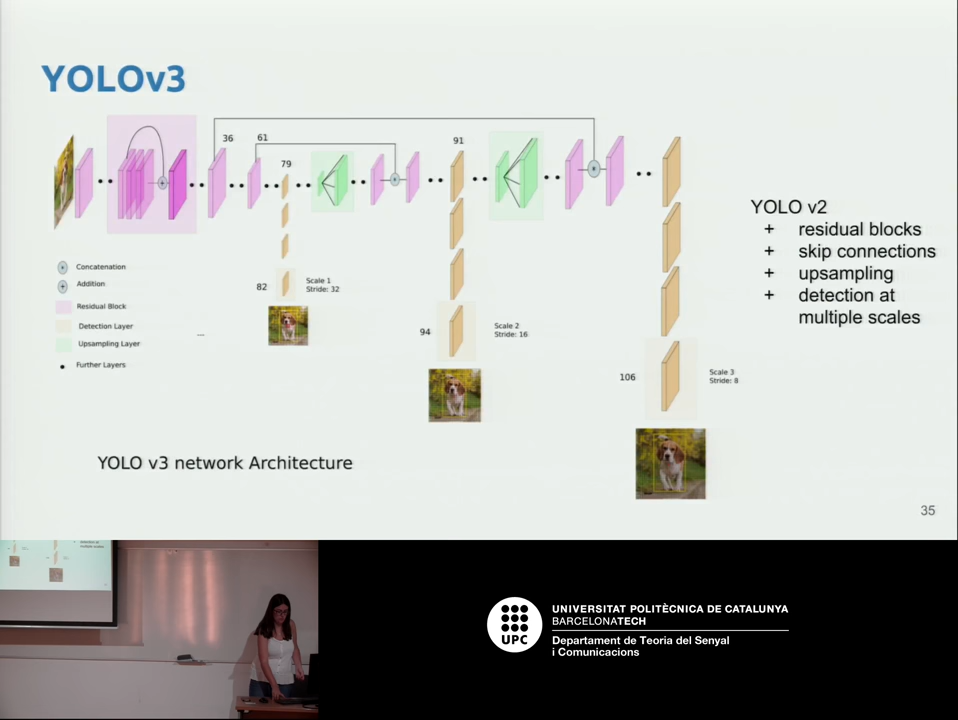 YOLOv3
36
61
79
91
YOLO v2
+ residual blocks
+ skip connections
+ upsampling
+ detection at
multiple scales
Concatenation
Addition
Residual Block
Detection Layer
Upsampling Layer
Further Layers
82
Scale 1
Stride: 32
94
Scale 2
Stride: 16
106
Scale 3
Stride: 8
YOLO v3 network Architecture
35
UPC
UNIVERSITAT POLITÈCNICA DE CATALUNYA
BARCELONATECH
Departament de Teoria del Senyal
i Comunicacions